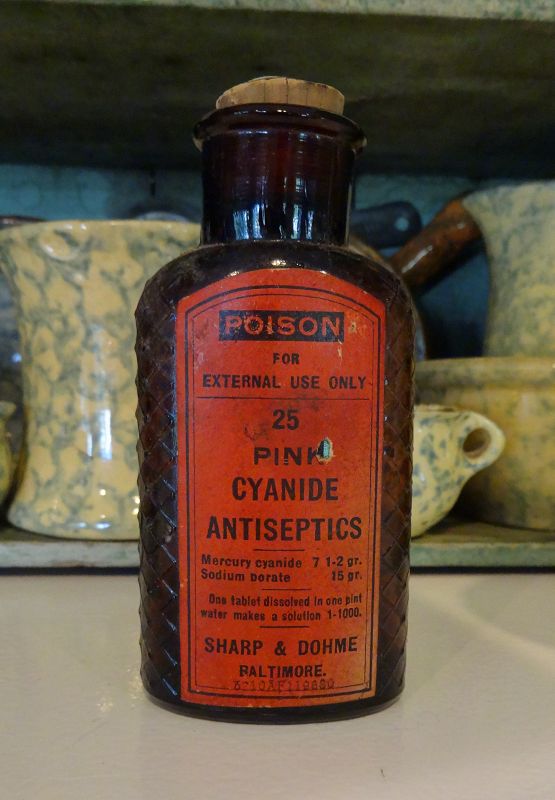 POISON
FOR
EXTERNAL USE ONLY
25
PINK
CYANIDE
ANTISEPTICS
Mercury cyanide 7 1-2 gr.
Sodium borate 15 gr.
One tablet dissolved in one pint
water makes a solution 1-1000.
SHARP & DOHME
BALTIMORE.